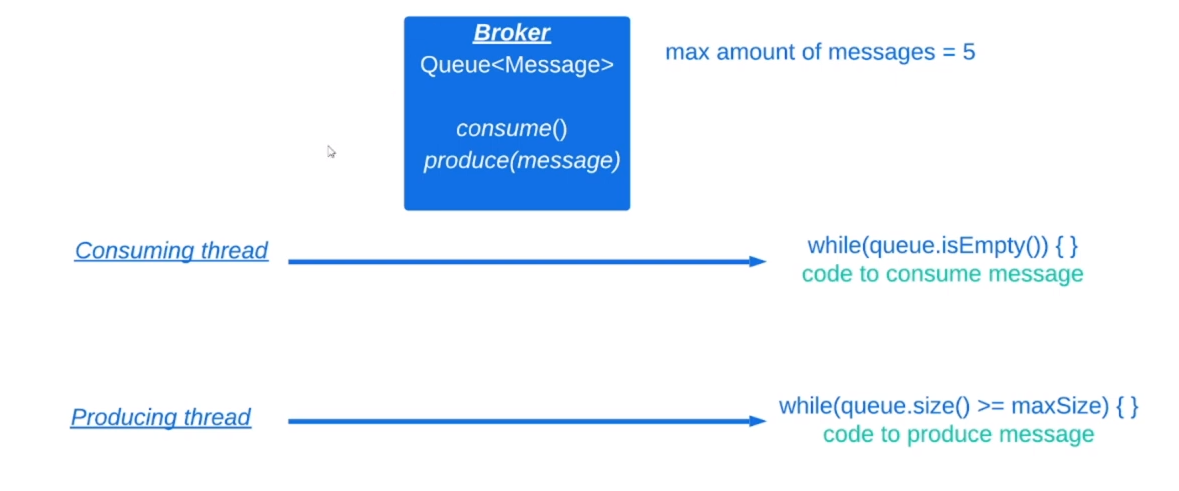 Broker
Queue<Message>
max amount of messages = 5
consume()
produce(message)
Consuming thread
while(queue.isEmpty()) { }
code to consume message
Producing thread
while(queue.size() >= maxSize) { }
code to produce message